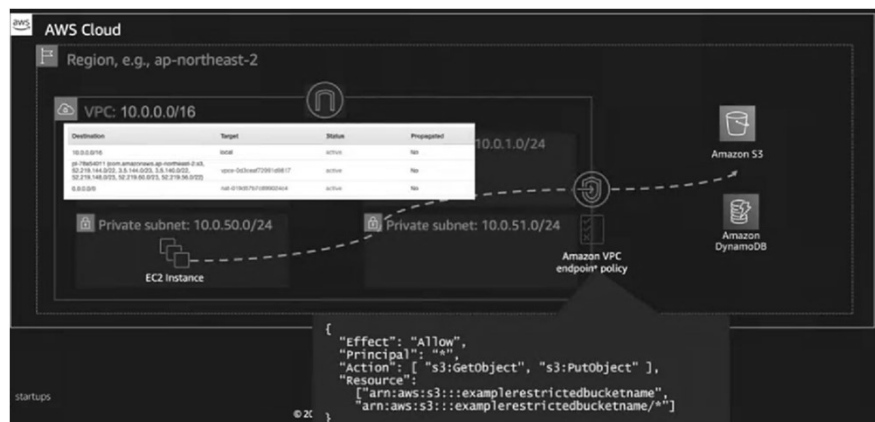 aws
AWS Cloud
Region, e.g., ap-northeast-2
VPC: 10.0.0.0/16
Destination Target Status Propagated
10.0.0.0/16 local active No
active No
0.0.0.0/0 active No
10.0.1.0/24
Amazon S3
Private subnet: 10.0.50.0/24
Private subnet: 10.0.51.0/24
EC2 Instance
Amazon VPC
endpoint* policy
Amazon
DynamoDB
{
"Effect": "Allow",
"Principal": "*",
"Action": [ "s3:GetObject", "s3:PutObject" ],
"Resource":
["arn:aws:s3:::examplerestrictedbucketname",
"arn:aws:s3:::examplerestrictedbucketname/*"]
}
startups
© 20